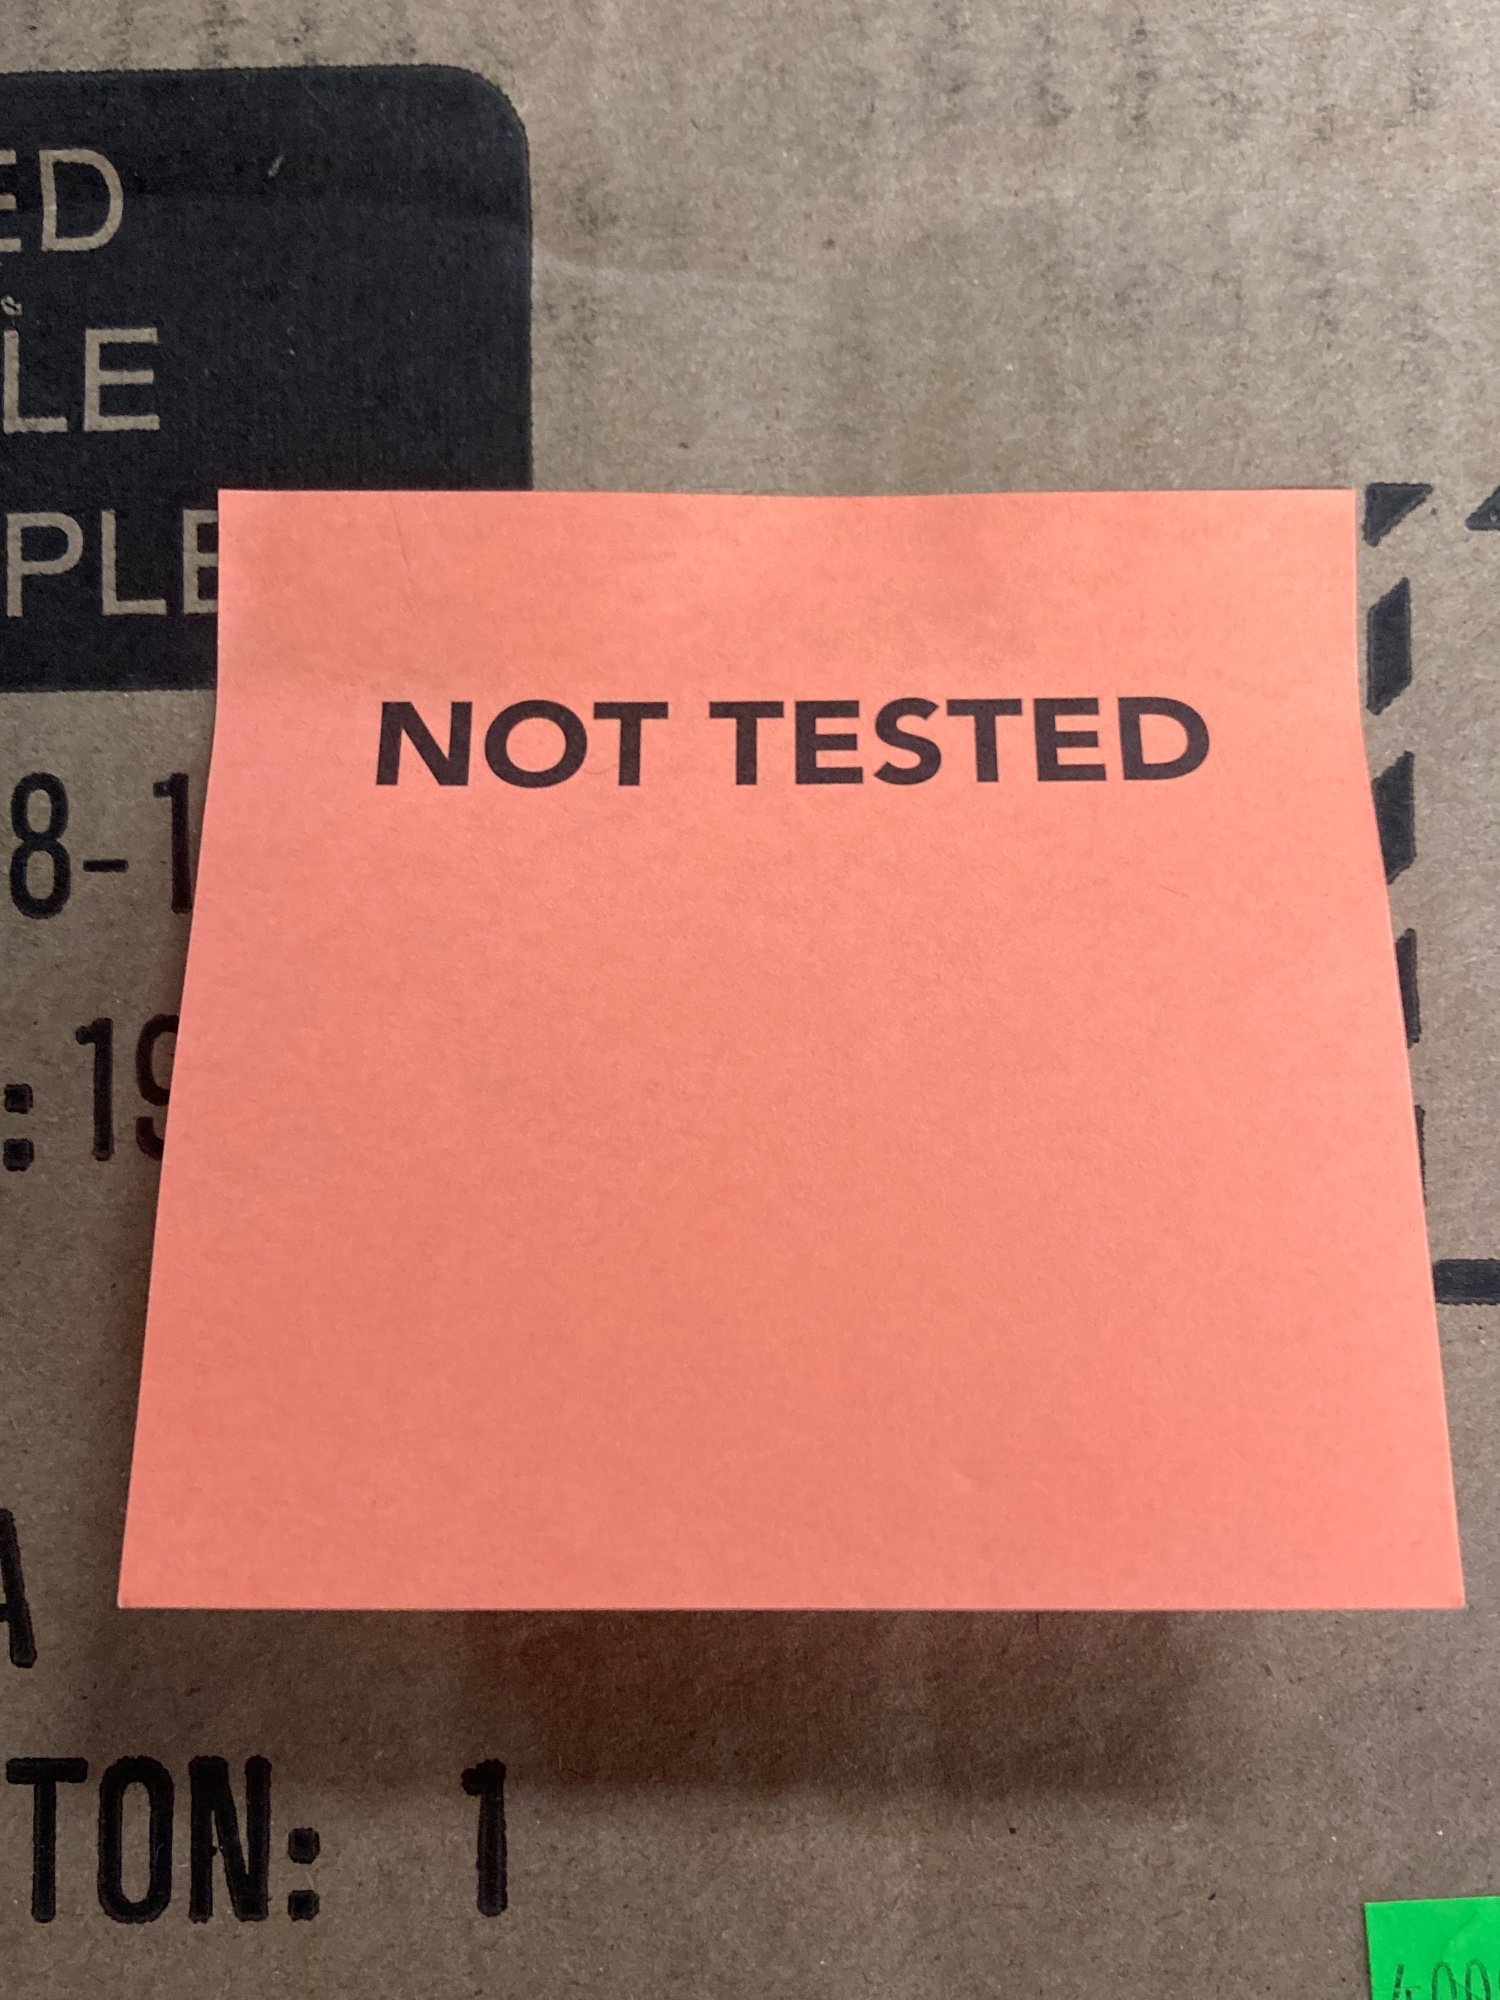 ED
LE
PLE
NOT TESTED
8-1
:19
A
TON: 1